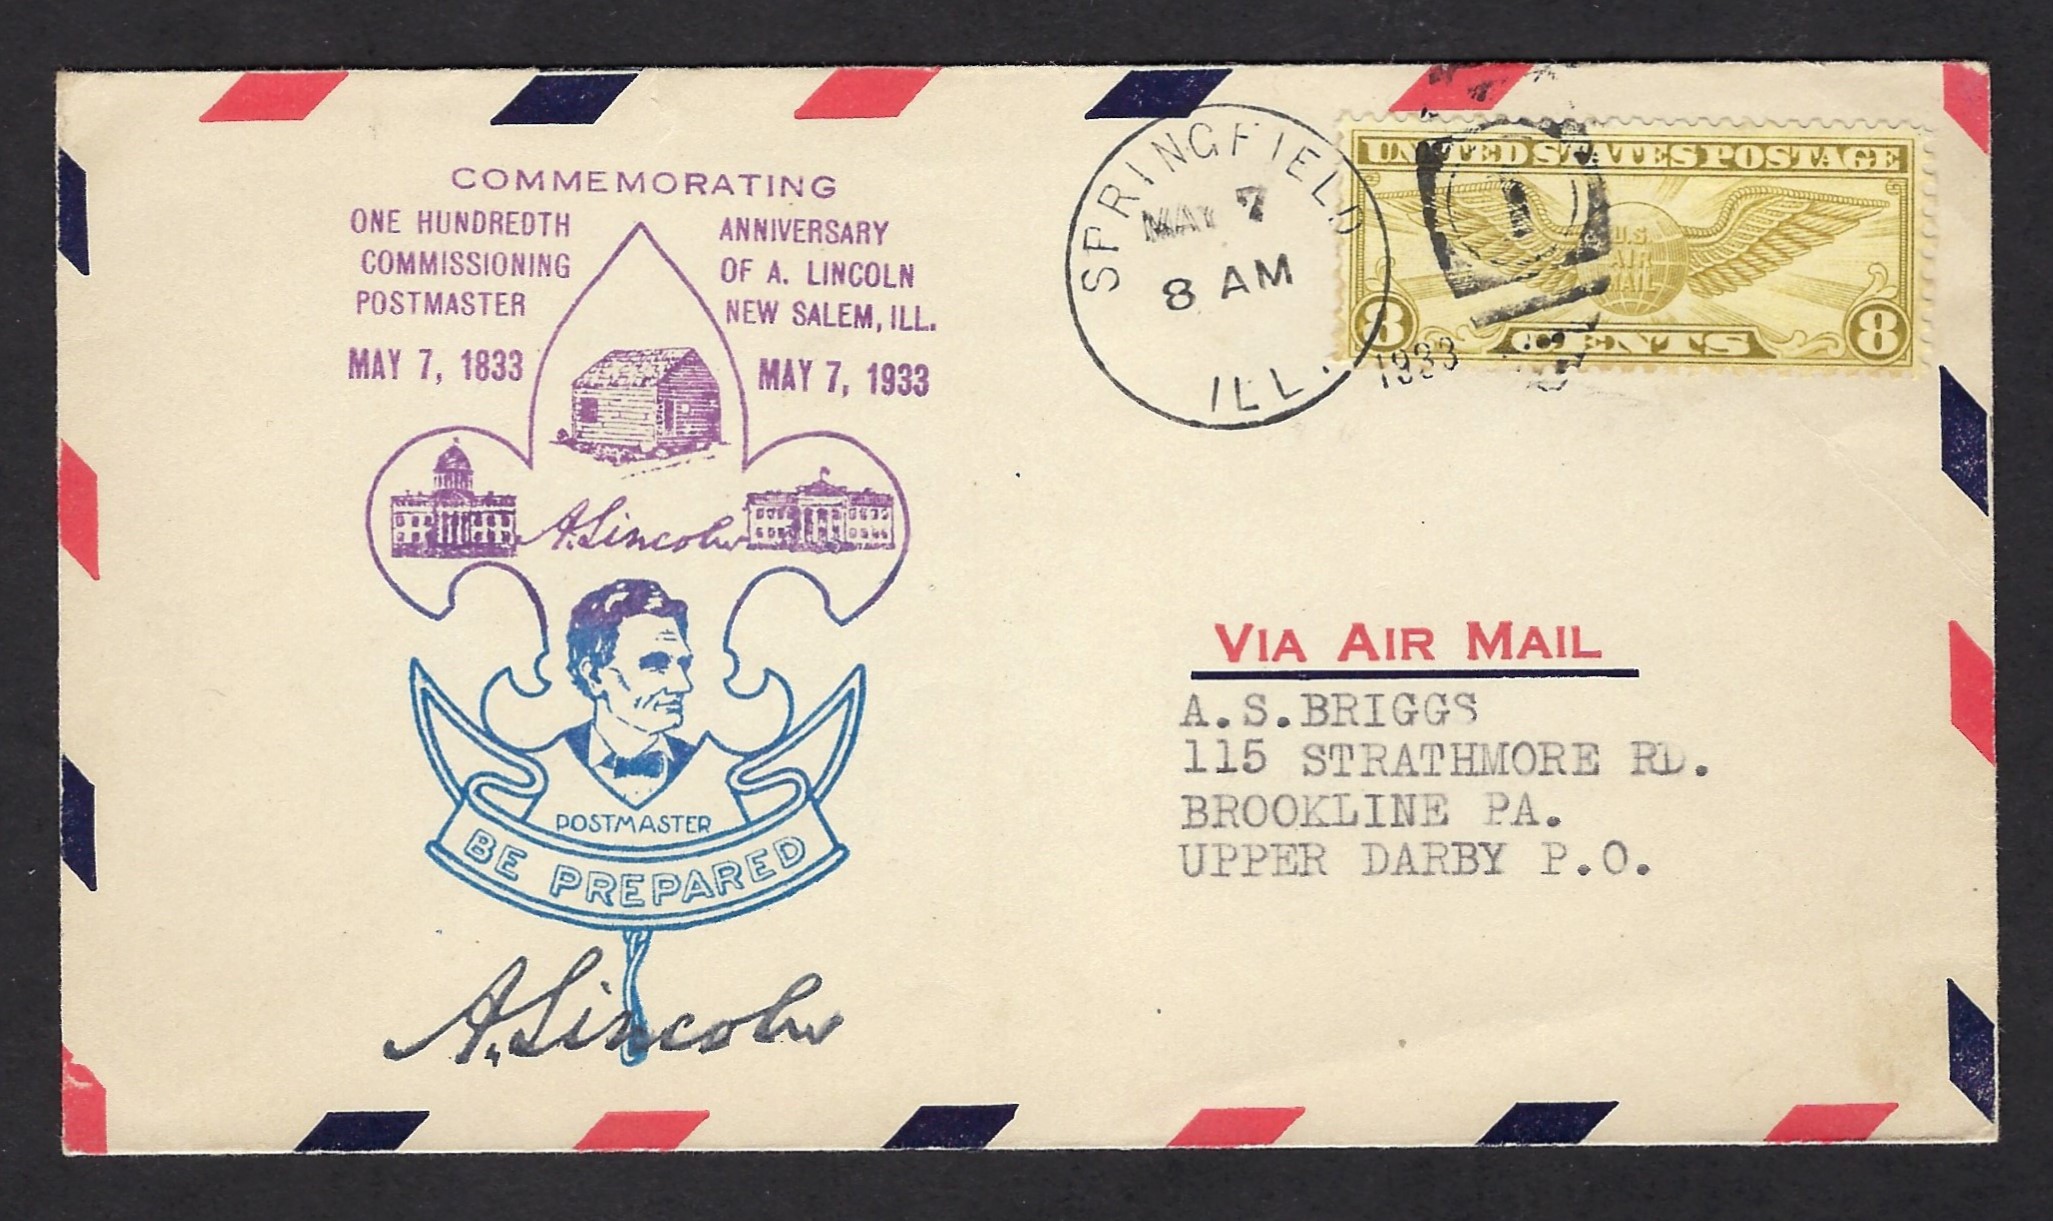 COMMEMORATING
ONE HUNDREDTH
COMMISSIONING
POSTMASTER
MAY 7, 1833
ANNIVERSARY
OF A. LINCOLN
NEW SALEM, ILL.
MAY 7, 1933
A. Lincoln
POSTMASTER
BE PREPARED
A. Lincoln
SPRINGFIELD
MAY 7
8 AM
ILL.
1933
UNITED STATES POSTAGE
U.S.
AIR
MAIL
8 CENTS 8
VIA AIR MAIL
A.S.BRIGGS
115 STRATHMORE RD.
BROOKLINE PA.
UPPER DARBY P.O.